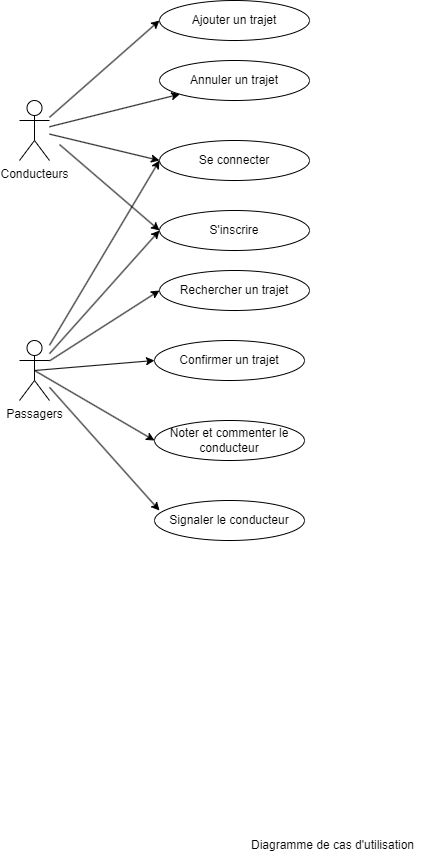 Ajouter un trajet
Annuler un trajet
Conducteurs
Se connecter
S'inscrire
Rechercher un trajet
Confirmer un trajet
Passagers
Noter et commenter le
conducteur
Signaler le conducteur
Diagramme de cas d'utilisation